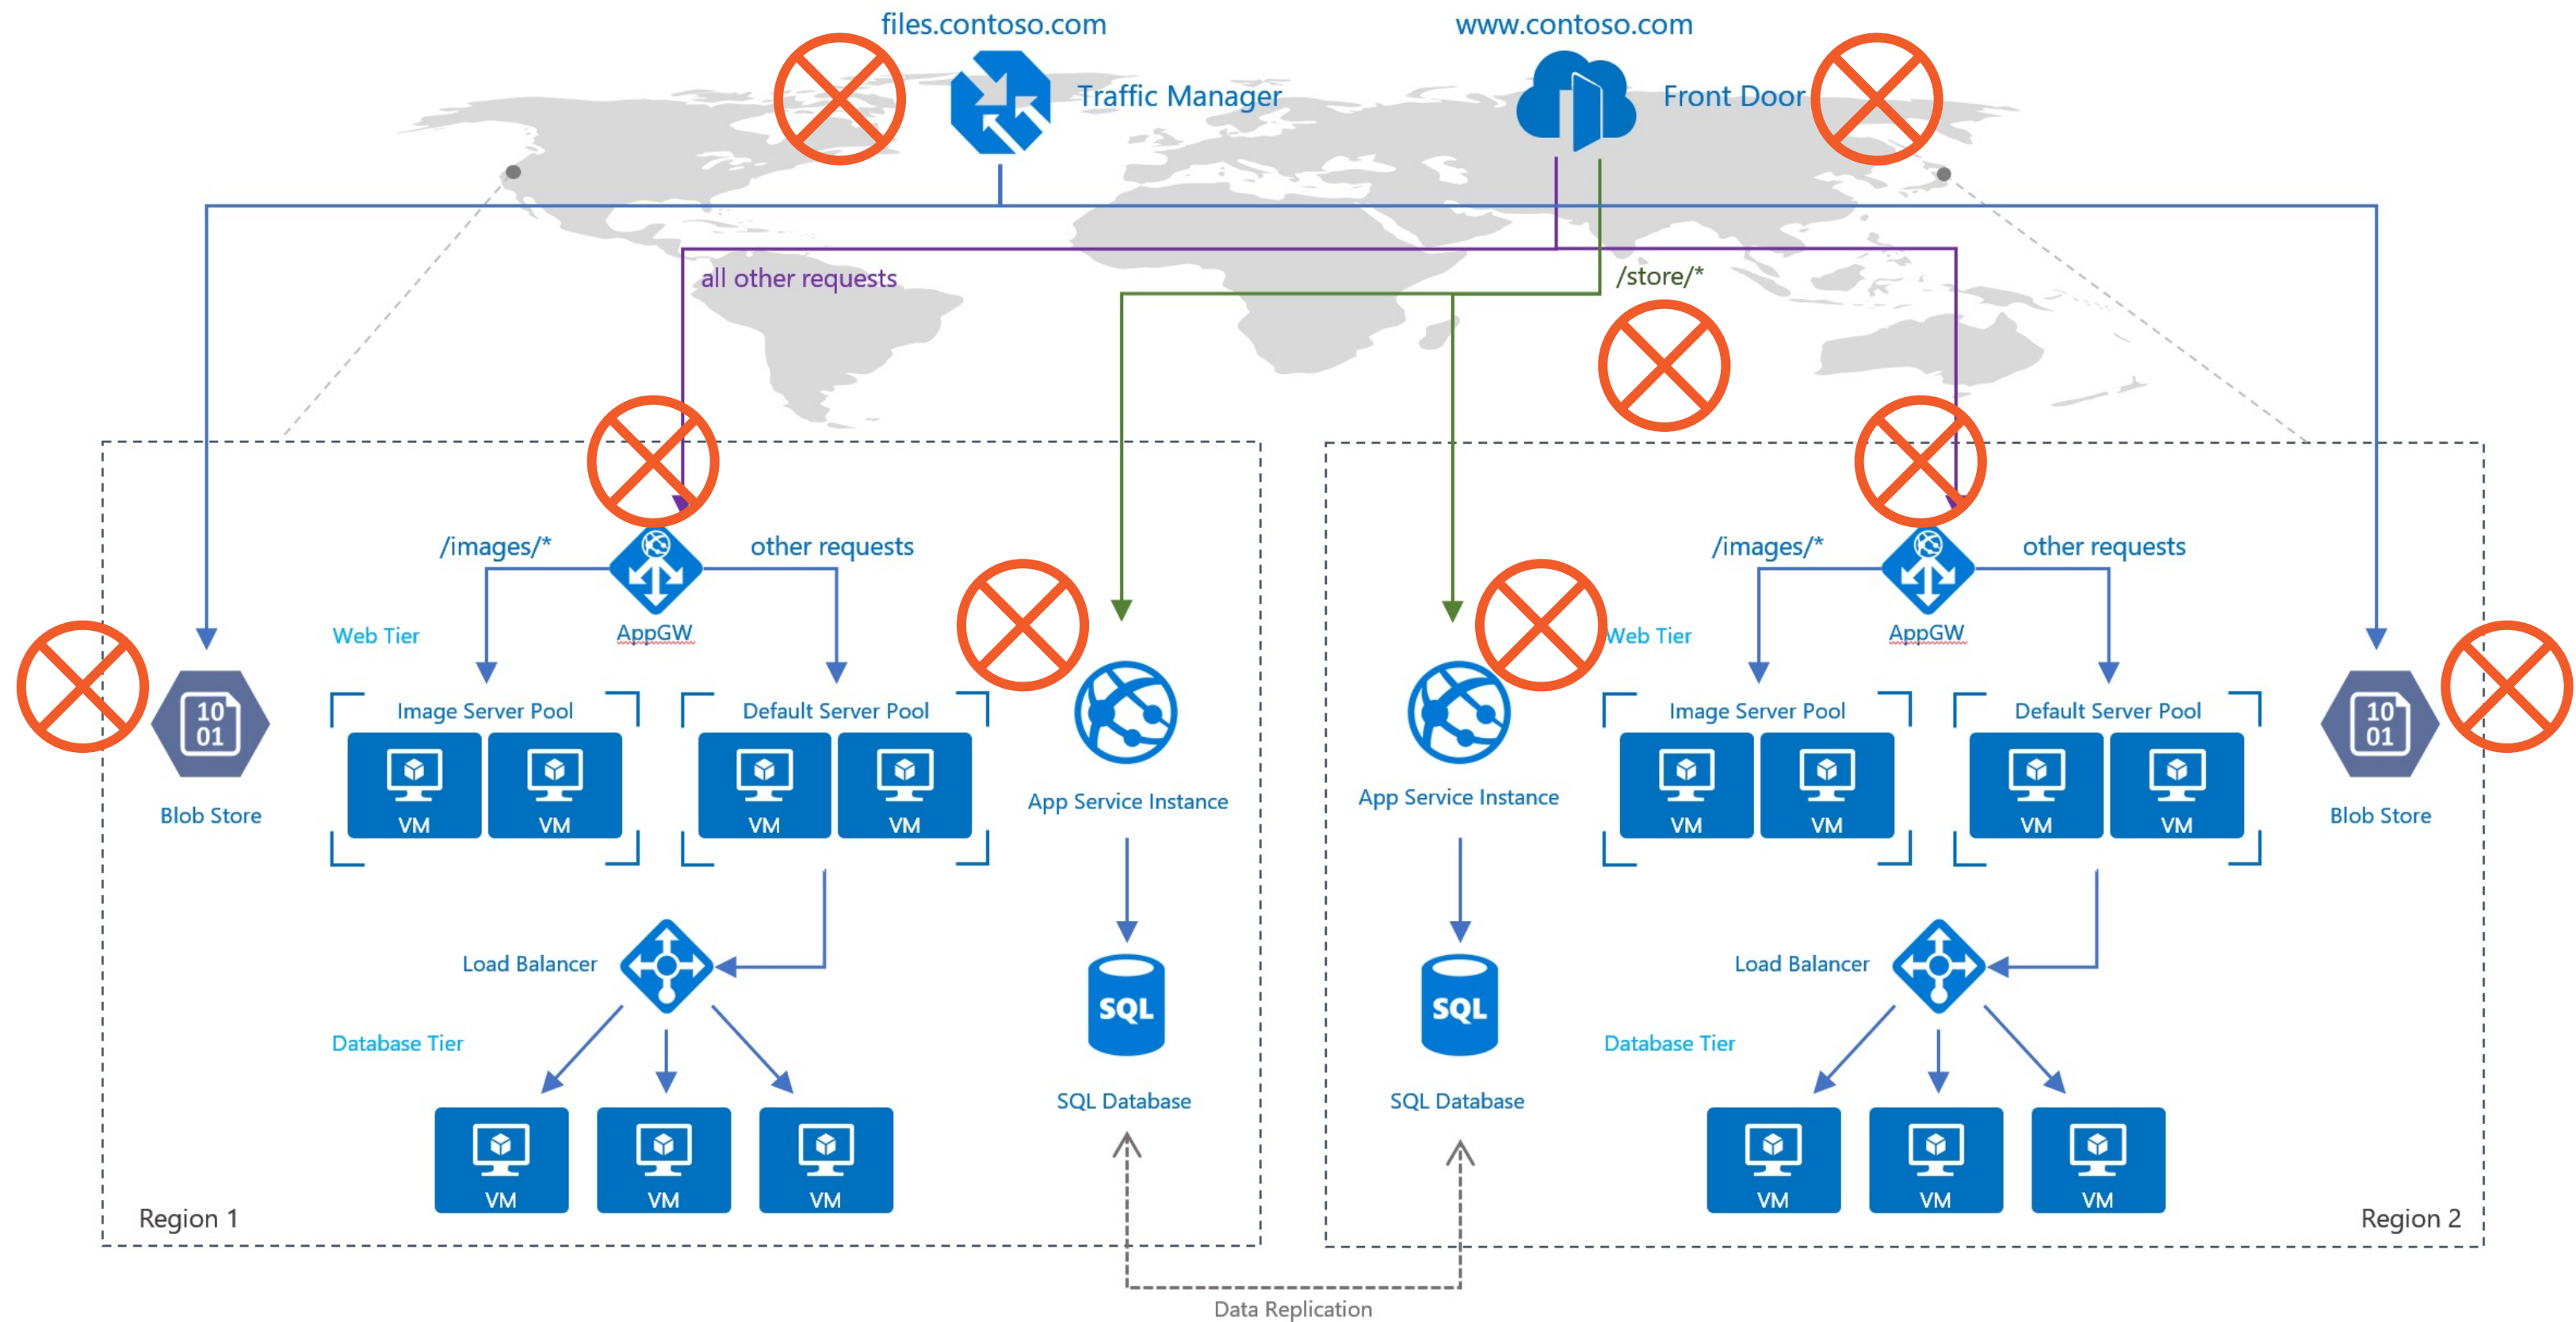 files.contoso.com
www.contoso.com
Traffic Manager
Front Door
all other requests
/store/*
/images/*
other requests
/images/*
other requests
Web Tier
AppGW
Web Tier
AppGW
10
01
Image Server Pool
Default Server Pool
Image Server Pool
Default Server Pool
10
01
VM
VM
VM
VM
VM
VM
VM
VM
Blob Store
App Service Instance
App Service Instance
Blob Store
Load Balancer
Load Balancer
SQL
SQL
Database Tier
Database Tier
SQL Database
SQL Database
VM
VM
VM
VM
VM
VM
Region 1
Region 2
Data Replication